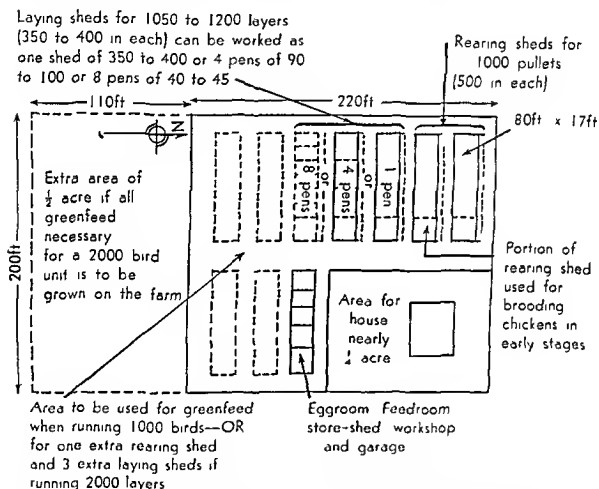 Laying sheds for 1050 to 1200 layers
(350 to 400 in each) can be worked as
one shed of 350 to 400 or 4 pens of 90
to 100 or 8 pens of 40 to 45
Rearing sheds for
1000 pullets
(500 in each)
110ft
220ft
80ft x 17ft
N
200ft
Extra area of
½ acre if all
greenfeed
necessary
for a 2000 bird
unit is to be
grown on the farm
8 pens
or
4 pens
or
1 pen
Portion of
rearing shed
used for
brooding
chickens in
early stages
Area for
house
nearly
acre
Area to be used for greenfeed
when running 1000 birds—OR
for one extra rearing shed
and 3 extra laying sheds if
running 2000 layers
Eggroom Feedroom
store-shed workshop
and garage